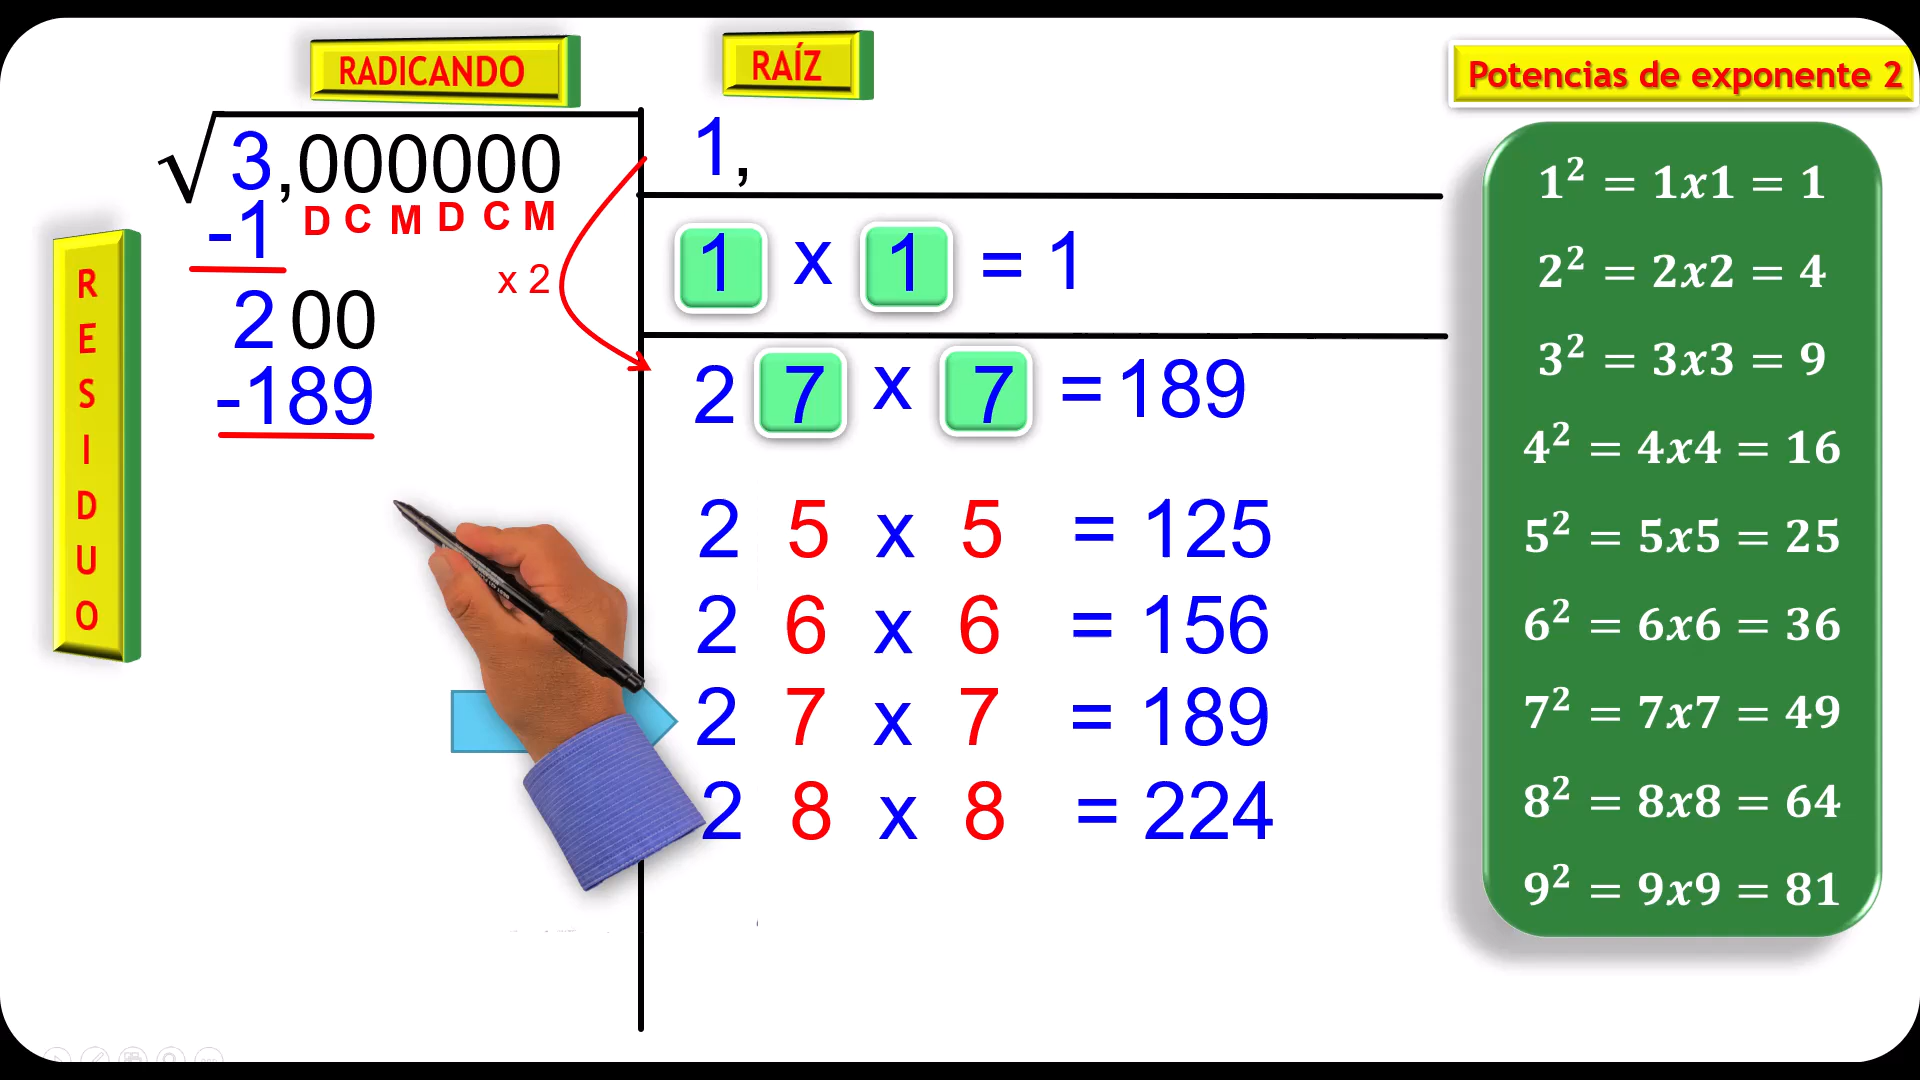 RADICANDO
RAÍZ
Potencias de exponente 2
√3,000000
1,
-1
D C M D C M
x 2
1 x 1 = 1
2 00
-189
2 7 x 7 = 189
2 5 x 5 = 125
2 6 x 6 = 156
2 7 x 7 = 189
2 8 x 8 = 224
R
E
S
I
D
U
O
1² = 1x1 = 1
2² = 2x2 = 4
3² = 3x3 = 9
4² = 4x4 = 16
5² = 5x5 = 25
6² = 6x6 = 36
7² = 7x7 = 49
8² = 8x8 = 64
9² = 9x9 = 81